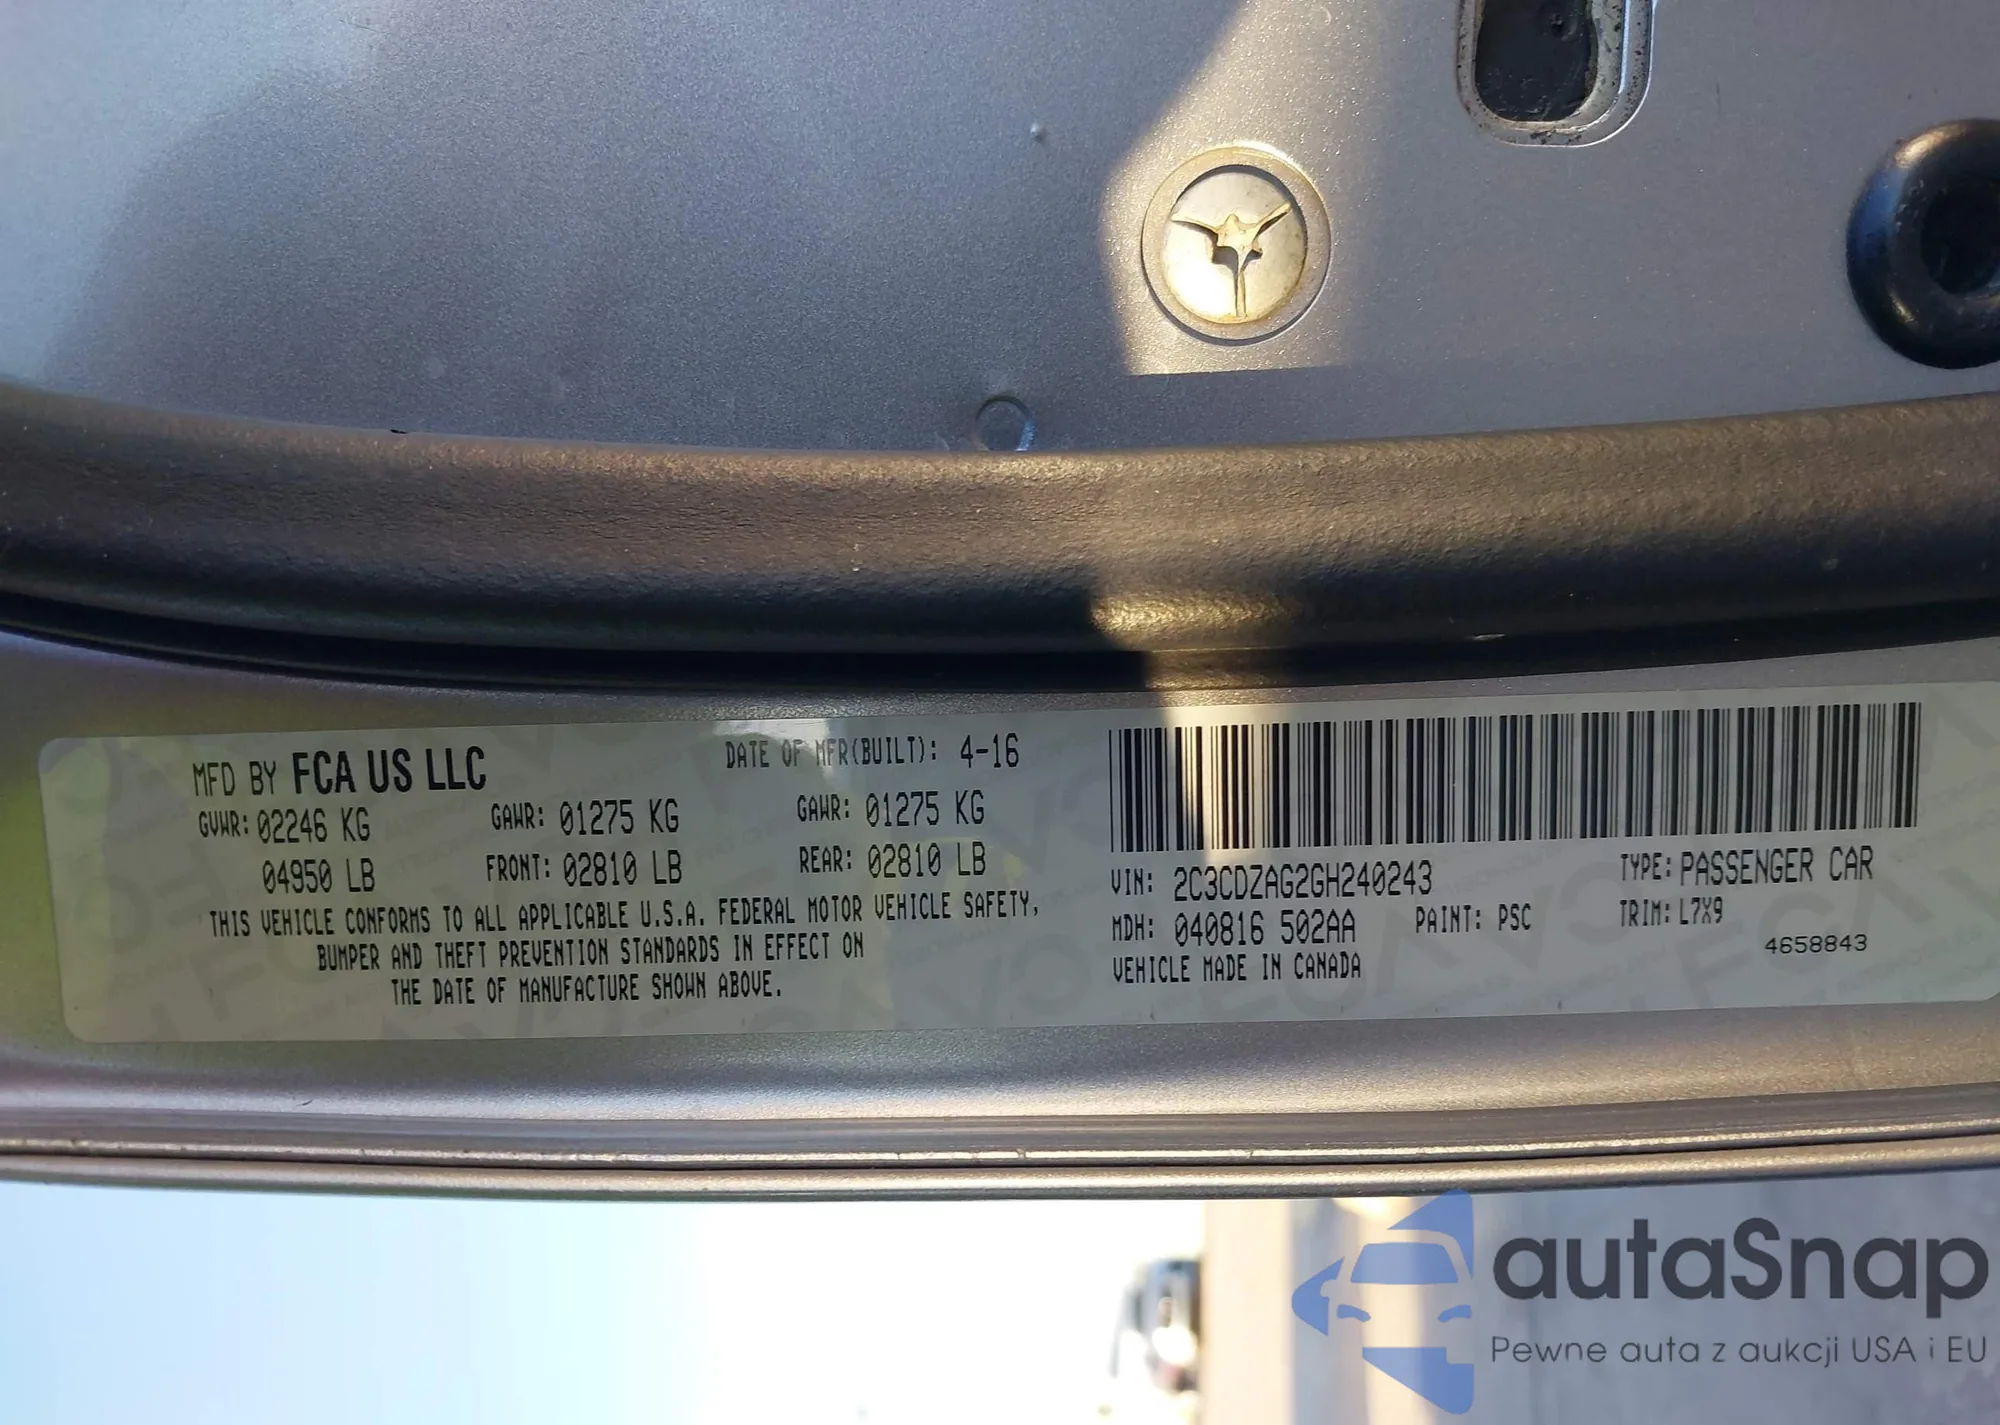 MFD BY FCA US LLC
DATE OF MFR(BUILT): 4-16
GVWR: 02246 KG
GAWR: 01275 KG
GAWR: 01275 KG
04950 LB
FRONT: 02810 LB
REAR: 02810 LB
THIS VEHICLE CONFORMS TO ALL APPLICABLE U.S.A. FEDERAL MOTOR VEHICLE SAFETY,
BUMPER AND THEFT PREVENTION STANDARDS IN EFFECT ON
THE DATE OF MANUFACTURE SHOWN ABOVE.
VIN: 2C3CDZAG2GH240243
TYPE: PASSENGER CAR
MDH: 040816 502AA
PAINT: PSC
TRIM: L7X9
VEHICLE MADE IN CANADA
4658843
autaSnap
Pewne auta z aukcji USA i EU